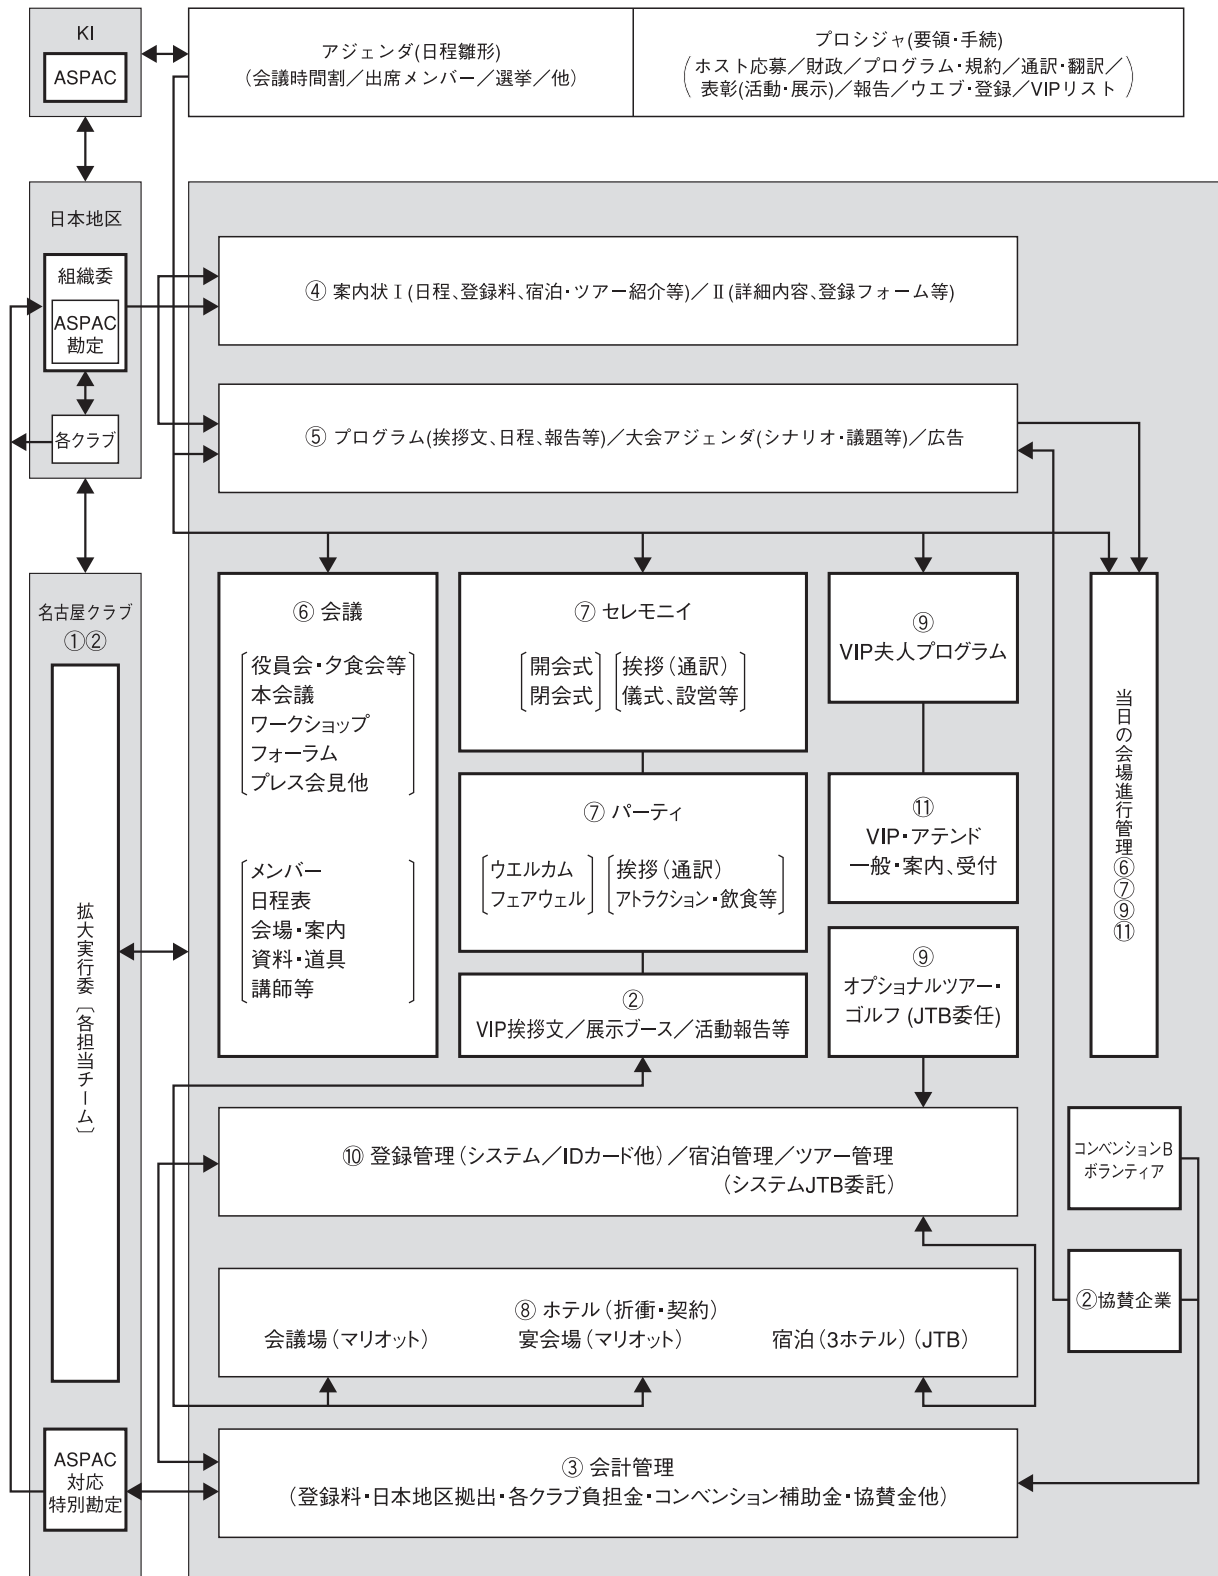 KI
ASPAC
アジェンダ(日程雛形)
(会議時間割／出席メンバー／選挙／他)
プロシジャ(要領・手続)
(ホスト応募／財政／プログラム・規約／通訳・翻訳／
表彰(活動・展示)／報告／ウエブ・登録／VIPリスト)
日本地区
組織委
ASPAC
勘定
各クラブ
④ 案内状Ⅰ(日程、登録料、宿泊・ツアー紹介等)／Ⅱ(詳細内容、登録フォーム等)
⑤ プログラム(挨拶文、日程、報告等)／大会アジェンダ(シナリオ・議題等)／広告
名古屋クラブ
①②
拡大実行委〔各担当チーム〕
⑥ 会議
役員会・夕食会等
本会議
ワークショップ
フォーラム
プレス会見他
メンバー
日程表
会場・案内
資料・道具
講師等
⑦ セレモニイ
開会式
閉会式
挨拶(通訳)
儀式、設営等
⑦ パーティ
ウエルカム
フェアウェル
挨拶(通訳)
アトラクション・飲食等
②
VIP挨拶文／展示ブース／活動報告等
⑨
VIP夫人プログラム
⑪
VIP・アテンド
一般・案内、受付
⑨
オプショナルツアー・
ゴルフ(JTB委任)
当日の会場進行管理⑥⑦⑨⑪
⑩ 登録管理(システム／IDカード他)／宿泊管理／ツアー管理
(システムJTB委託)
コンベンションB
ボランティア
⑧ ホテル(折衝・契約)
会議場(マリオット) 宴会場(マリオット) 宿泊(3ホテル)(JTB)
②協賛企業
ASPAC
対応
特別勘定
③ 会計管理
(登録料・日本地区拠出・各クラブ負担金・コンベンション補助金・協賛金他)